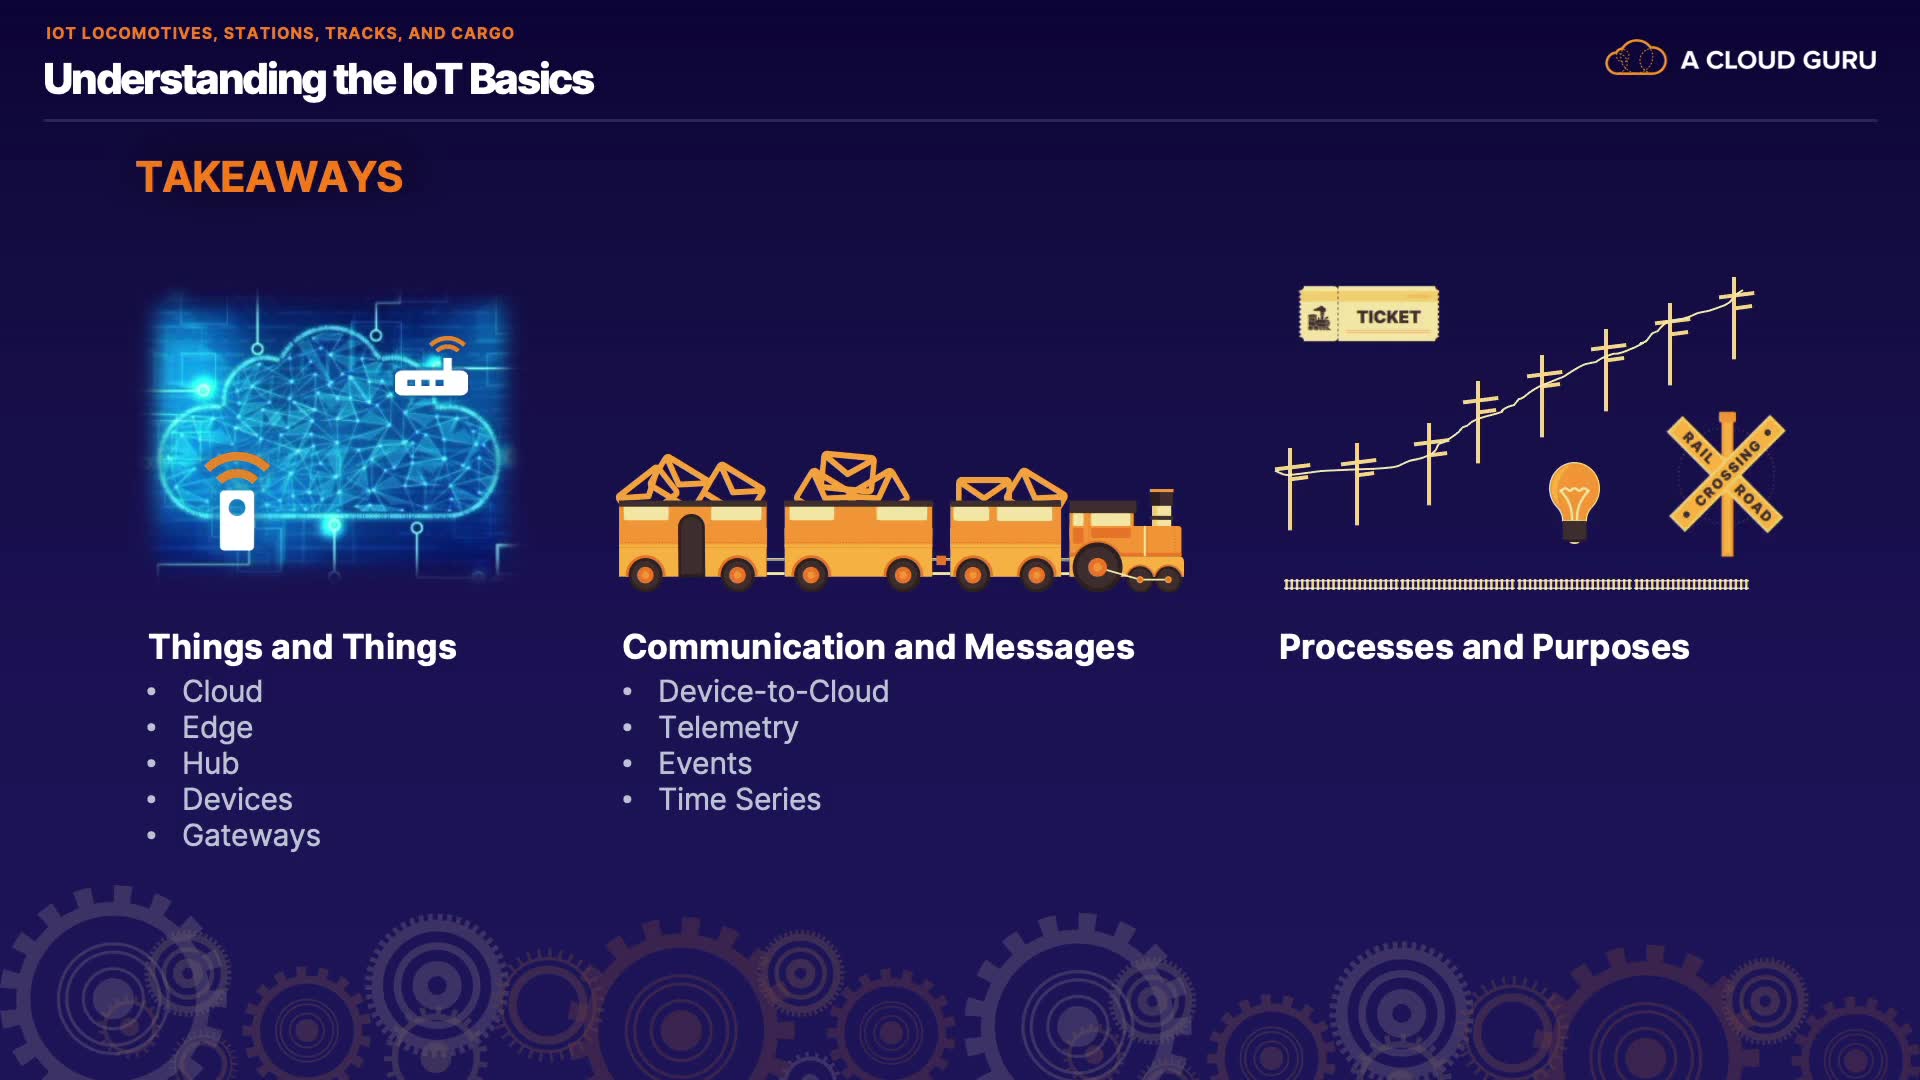 IOT LOCOMOTIVES, STATIONS, TRACKS, AND CARGO
Understanding the IoT Basics
A CLOUD GURU
TAKEAWAYS
TICKET
RAIL
CROSSING
ROAD
Things and Things
• Cloud
• Edge
• Hub
• Devices
• Gateways
Communication and Messages
• Device-to-Cloud
• Telemetry
• Events
• Time Series
Processes and Purposes